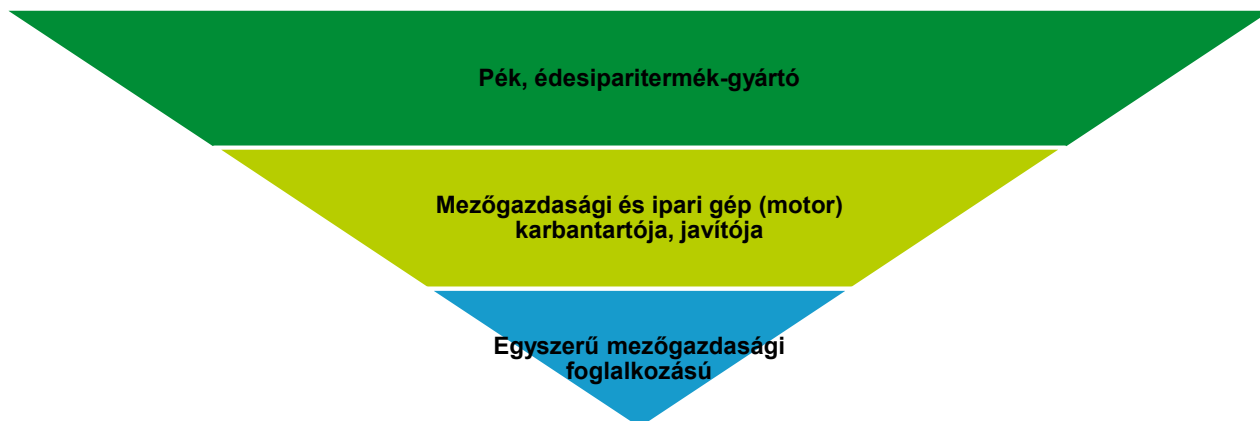 Pék, édesiparitermék-gyártó
Mezőgazdasági és ipari gép (motor)
karbantartója, javítója
Egyszerű mezőgazdasági
foglalkozású